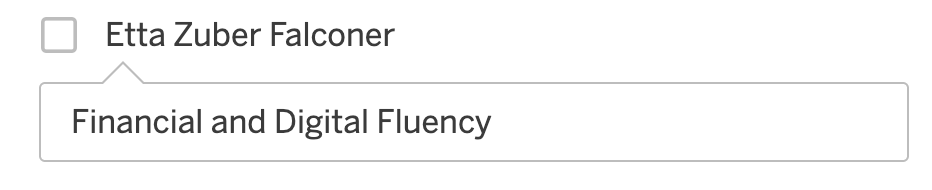 Etta Zuber Falconer
Financial and Digital Fluency